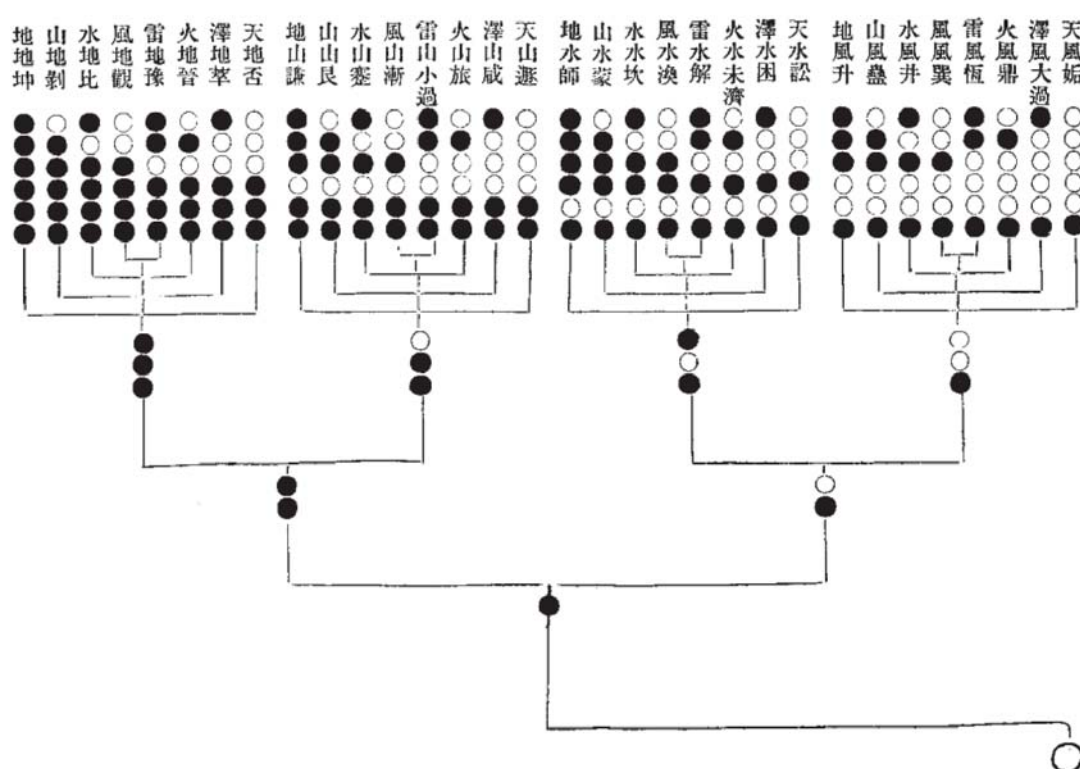 天風姤
澤風大過
火風鼎
雷風恆
風風巽
水風井
山風蠱
地風升
天水訟
澤水困
火水未濟
雷水解
風水渙
水水坎
山水蒙
地水師
天山遯
澤山咸
火山旅
雷山小過
風山漸
水山蹇
山山艮
地山謙
天地否
澤地萃
火地晉
雷地豫
風地觀
水地比
山地剝
地地坤